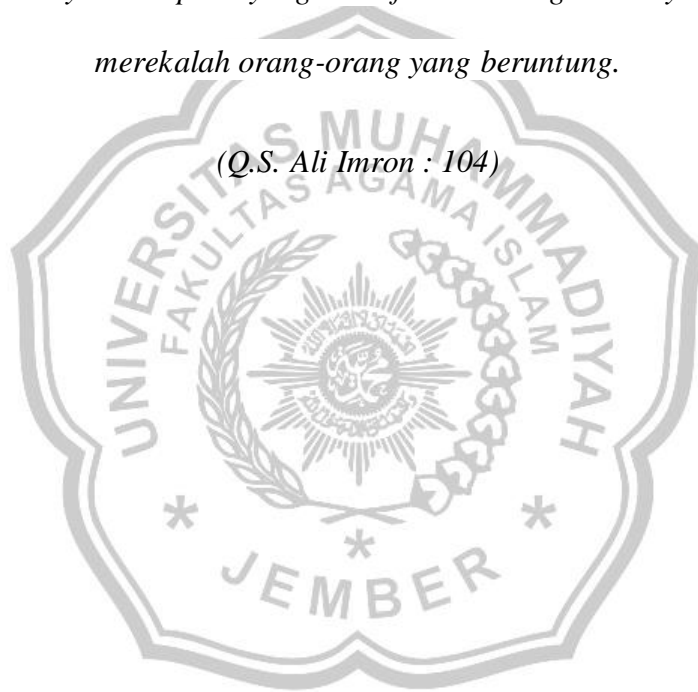 merekalah orang-orang yang beruntung.
(Q.S. Ali Imron : 104)
UNIVERSITAS MUHAMMADIYAH
FAKULTAS AGAMA ISLAM
JEMBER